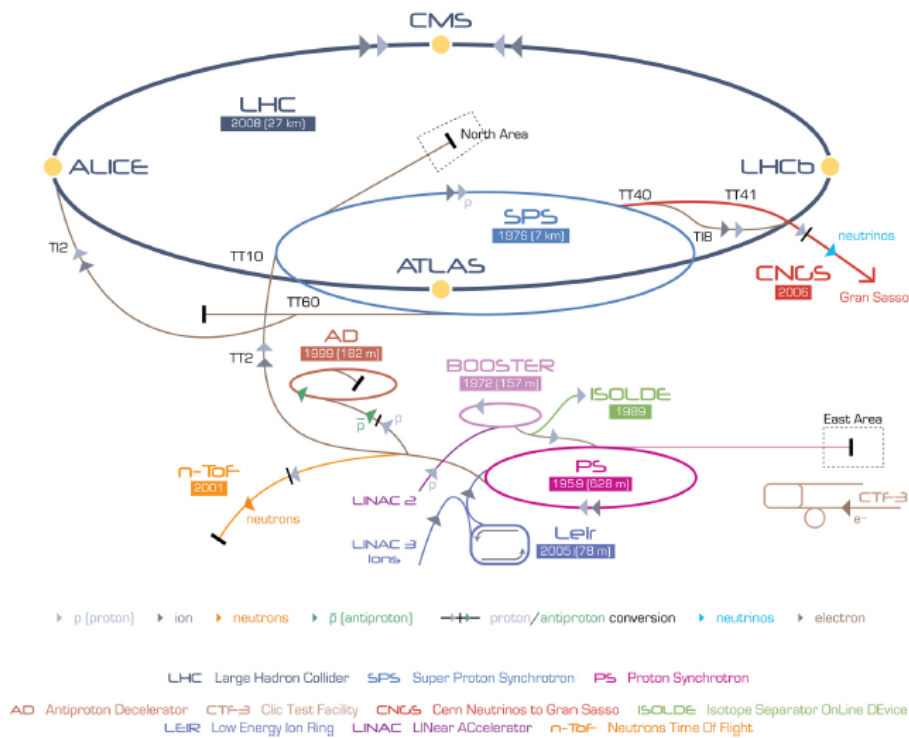 CMS
LHC
2008 (27 km)
North Area
ALICE
LHCb
TT40
TT41
SPS
1976 (7 km)
TI8
neutrinos
TI2
TT10
ATLAS
CNGS
2006
Gran Sasso
TT60
AD
1999 (182 m)
TT2
BOOSTER
1972 (157 m)
ISOLDE
1989
p
p̅
p
East Area
n-ToF
2001
PS
1959 (628 m)
CTF-3
e-
LINAC 2
p
neutrons
Leir
2005 (78 m)
LINAC 3
Ions
p
p (proton)
ion
neutrons
p̅ (antiproton)
proton/antiproton conversion
neutrinos
electron
LHC Large Hadron Collider SPS Super Proton Synchrotron PS Proton Synchrotron
AD Antiproton Decelerator CTF-3 Clic Test Facility CNGS Cern Neutrinos to Gran Sasso ISOLDE Isotope Separator OnLine DEvice
LEIR Low Energy Ion Ring LINAC LINear ACcelerator n-ToF Neutrons Time Of Flight